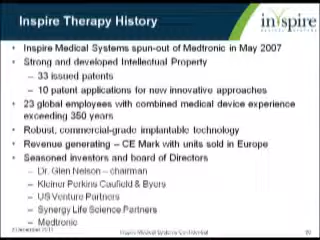 Inspire Therapy History
inspire
MEDICAL SYSTEMS
• Inspire Medical Systems spun-out of Medtronic in May 2007
• Strong and developed Intellectual Property
– 33 issued patents
– 10 patent applications for new innovative approaches
• 23 global employees with combined medical device experience
exceeding 350 years
• Robust, commercial-grade implantable technology
• Revenue generating – CE Mark with units sold in Europe
• Seasoned investors and board of Directors
– Dr. Glen Nelson – chairman
– Kleiner Perkins Caufield & Byers
– US Venture Partners
– Synergy Life Science Partners
– Medtronic
Inspire Medical Systems Confidential